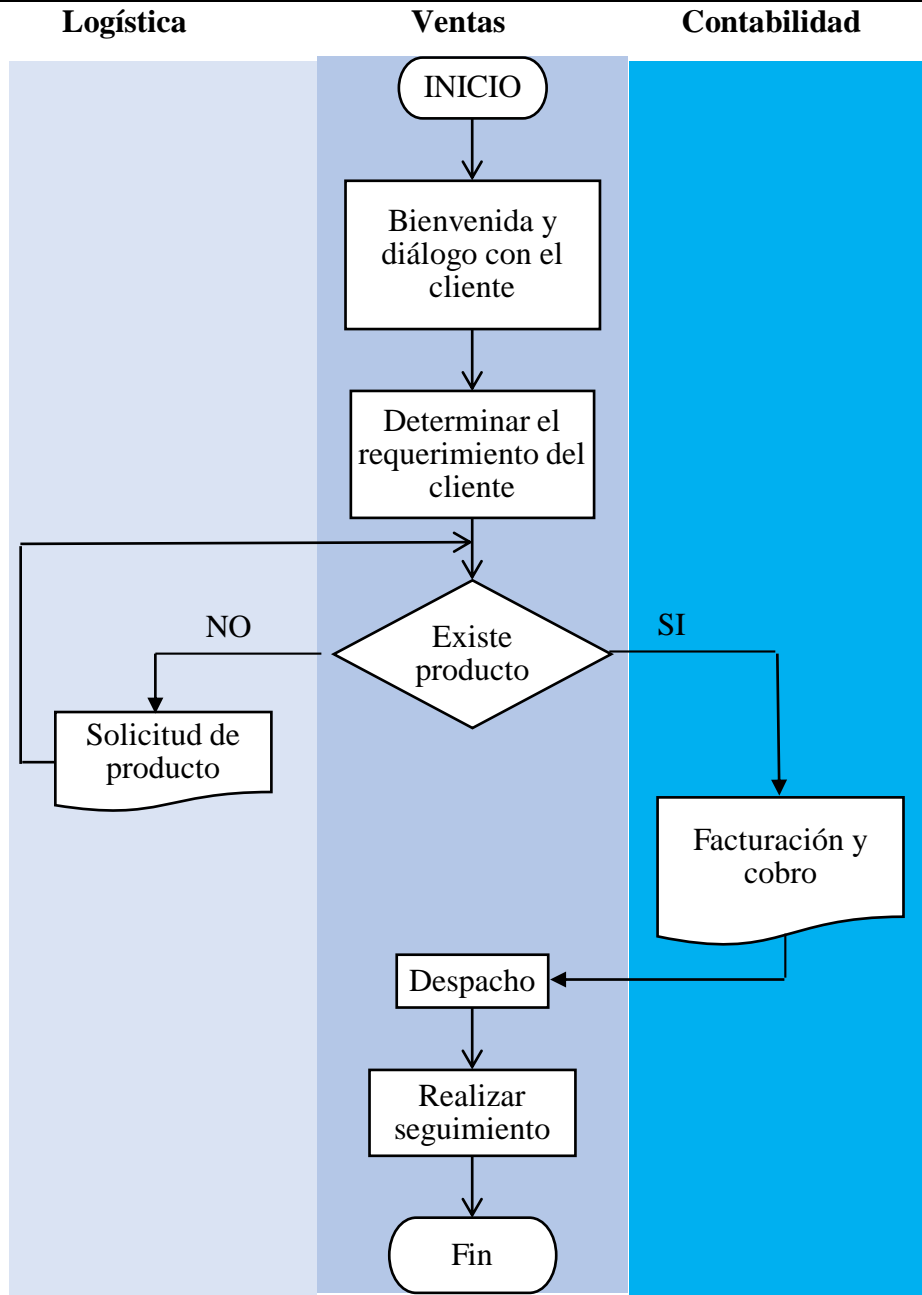 Logística
Ventas
Contabilidad
INICIO
Bienvenida y
diálogo con el
cliente
Determinar el
requerimiento del
cliente
NO
Existe
producto
SI
Solicitud de
producto
Facturación y
cobro
Despacho
Realizar
seguimiento
Fin